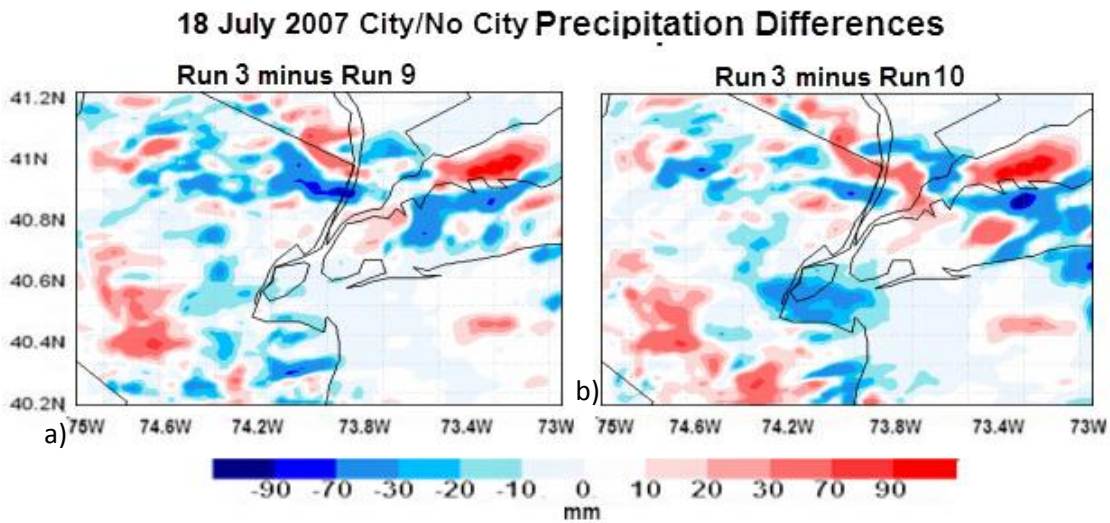 18 July 2007 City/No City Precipitation Differences
Run 3 minus Run 9
Run 3 minus Run 10
41.2N
41N
40.8N
40.6N
40.4N
40.2N
a)
75W 74.6W 74.2W 73.8W 73.4W 73W
b)
75W 74.6W 74.2W 73.8W 73.4W 73W
-90 -70 -30 -20 -10 0 10 20 30 70 90
mm